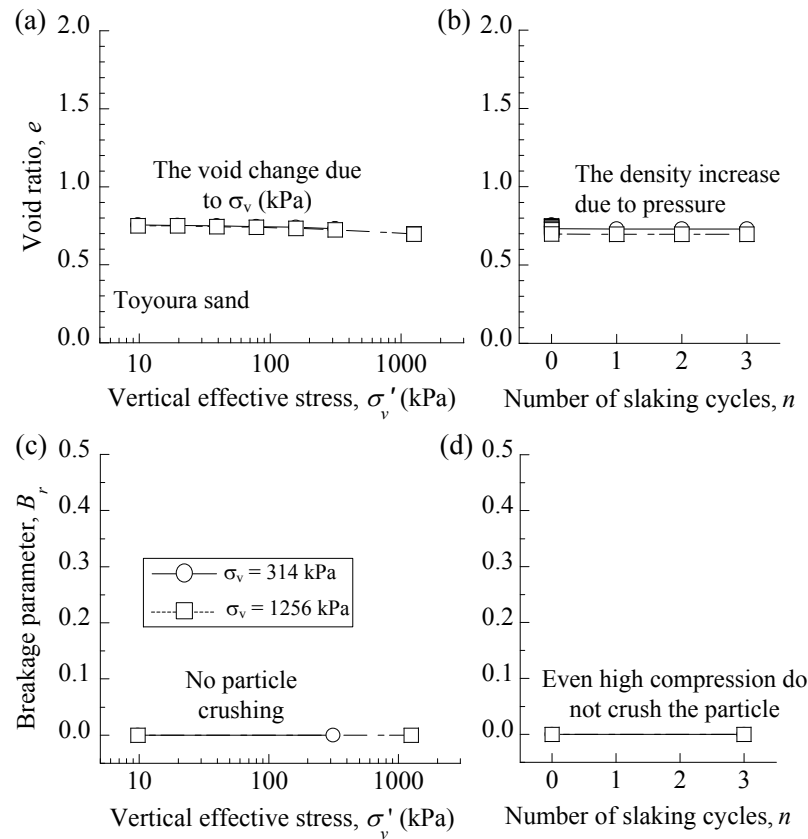 (a)
2.0
1.5
1.0
0.5
0.0
Void ratio, e
The void change due
to σv (kPa)
Toyoura sand
10
100
1000
Vertical effective stress, σv' (kPa)
(b)
2.0
1.5
1.0
0.5
0.0
The density increase
due to pressure
0
1
2
3
Number of slaking cycles, n
(c)
0.5
0.4
0.3
0.2
0.1
0.0
Breakage parameter, Br
σv = 314 kPa
σv = 1256 kPa
No particle
crushing
10
100
1000
Vertical effective stress, σv' (kPa)
(d)
0.5
0.4
0.3
0.2
0.1
0.0
Even high compression do
not crush the particle
0
1
2
3
Number of slaking cycles, n